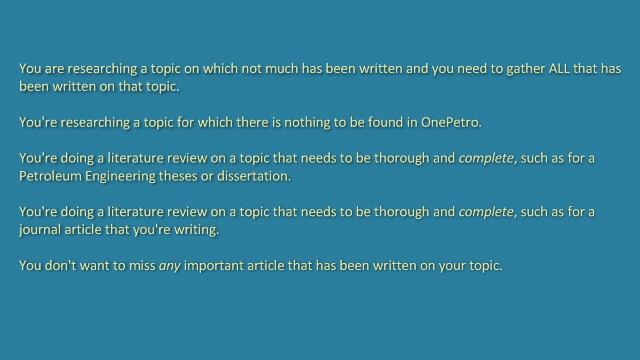 You are researching a topic on which not much has been written and you need to gather ALL that has
been written on that topic.
You're researching a topic for which there is nothing to be found in OnePetro.
You're doing a literature review on a topic that needs to be thorough and complete, such as for a
Petroleum Engineering theses or dissertation.
You're doing a literature review on a topic that needs to be thorough and complete, such as for a
journal article that you're writing.
You don't want to miss any important article that has been written on your topic.